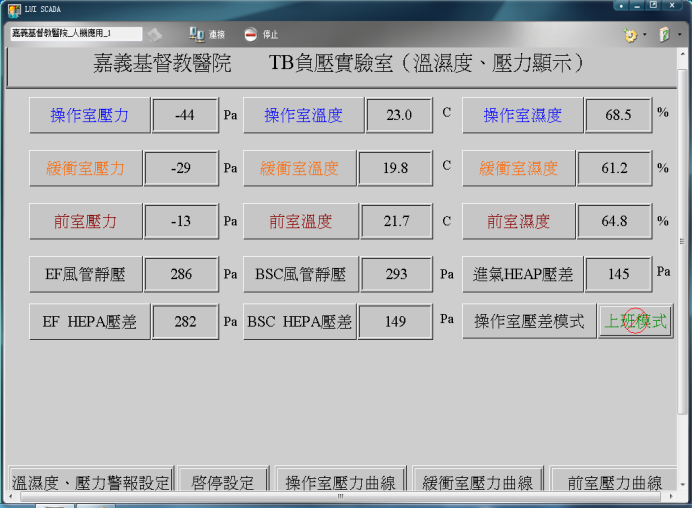 LUI SCADA
嘉義基督教醫院_人機應用_1 連接 停止
嘉義基督教醫院 TB負壓實驗室（溫濕度、壓力顯示）
操作室壓力 -44 Pa 操作室溫度 23.0 C 操作室濕度 68.5 %
緩衝室壓力 -29 Pa 緩衝室溫度 19.8 C 緩衝室濕度 61.2 %
前室壓力 -13 Pa 前室溫度 21.7 C 前室濕度 64.8 %
EF風管靜壓 286 Pa BSC風管靜壓 293 Pa 進氣HEAP壓差 145 Pa
EF HEPA壓差 282 Pa BSC HEPA壓差 149 Pa 操作室壓差模式 上班模式
溫濕度、壓力警報設定 啓停設定 操作室壓力曲線 緩衝室壓力曲線 前室壓力曲線